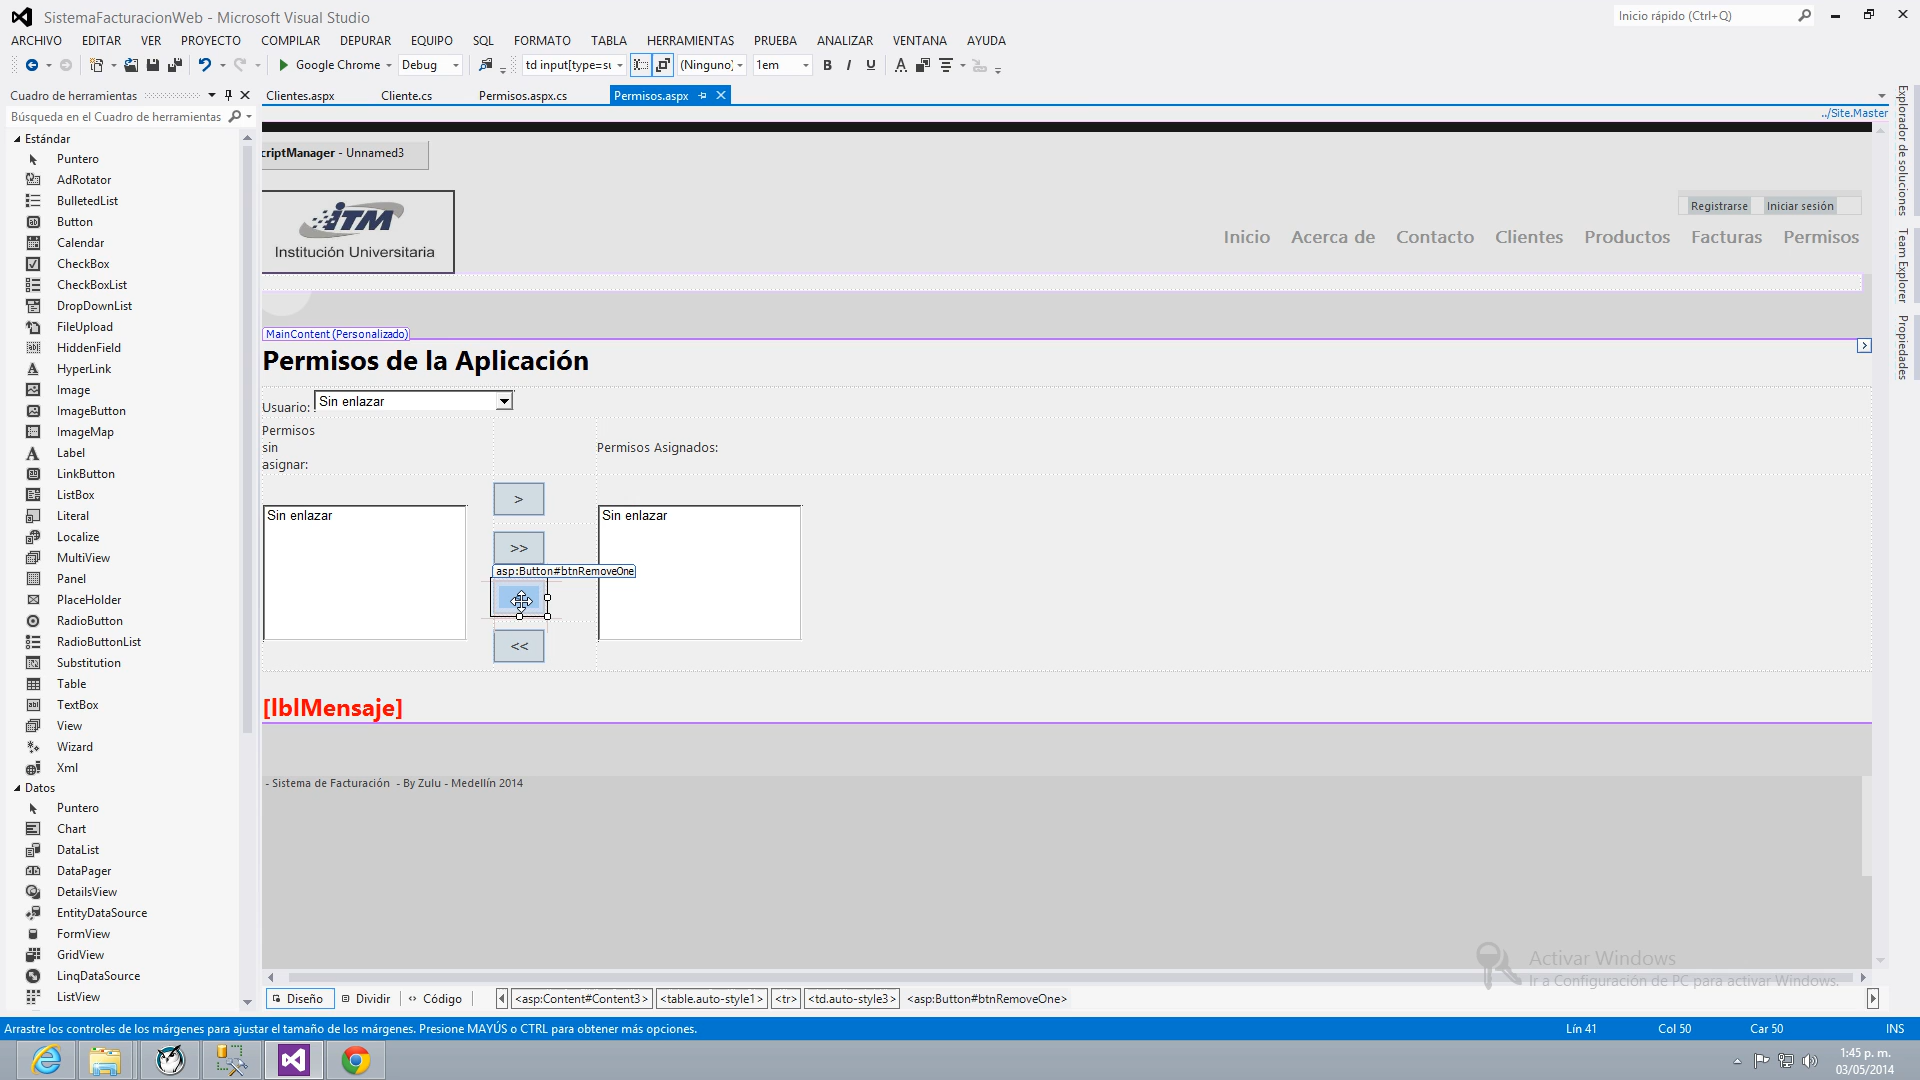 SistemaFacturacionWeb - Microsoft Visual Studio
Inicio rápido (Ctrl+Q)
ARCHIVO EDITAR VER PROYECTO COMPILAR DEPURAR EQUIPO SQL FORMATO TABLA HERRAMIENTAS PRUEBA ANALIZAR VENTANA AYUDA
Google Chrome Debug td input[type=su (Ninguno) 1em B I U A
Cuadro de herramientas
Clientes.aspx Cliente.cs Permisos.aspx.cs Permisos.aspx
Búsqueda en el Cuadro de herramientas
../Site.Master
Explorador de soluciones
Team Explorer
Propiedades
Estándar
Puntero
AdRotator
BulletedList
Button
Calendar
CheckBox
CheckBoxList
DropDownList
FileUpload
HiddenField
HyperLink
Image
ImageButton
ImageMap
Label
LinkButton
ListBox
Literal
Localize
MultiView
Panel
PlaceHolder
RadioButton
RadioButtonList
Substitution
Table
TextBox
View
Wizard
Xml
Datos
Puntero
Chart
DataList
DataPager
DetailsView
EntityDataSource
FormView
GridView
LinqDataSource
ListView
criptManager - Unnamed3
iTM
Institución Universitaria
Registrarse Iniciar sesión
Inicio Acerca de Contacto Clientes Productos Facturas Permisos
MainContent (Personalizado)
Permisos de la Aplicación
Usuario: Sin enlazar
Permisos
sin
asignar:
Permisos Asignados:
>
Sin enlazar
Sin enlazar
>>
asp:Button#btnRemoveOne
<<
[lblMensaje]
- Sistema de Facturación - By Zulu - Medellín 2014
Activar Windows
Ir a Configuración de PC para activar Windows.
Diseño Dividir Código <asp:Content#Content3> <table.auto-style1> <tr> <td.auto-style3> <asp:Button#btnRemoveOne>
Arrastre los controles de los márgenes para ajustar el tamaño de los márgenes. Presione MAYÚS o CTRL para obtener más opciones.
Lín 41 Col 50 Car 50 INS
1:45 p. m.
03/05/2014